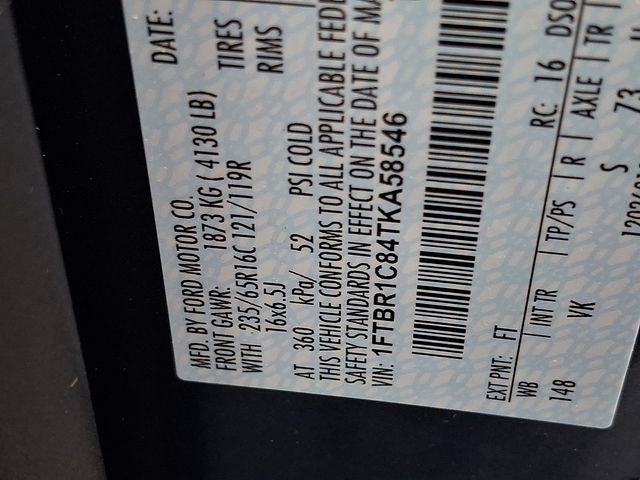 MFD. BY FORD MOTOR CO. DATE:
FRONT GAWR: 1873 KG ( 4130 LB)
WITH 235/65R16C 121/119R TIRES
16x6.5J RIMS
AT 360 kPa/ 52 PSI COLD
THIS VEHICLE CONFORMS TO ALL APPLICABLE FEDE
SAFETY STANDARDS IN EFFECT ON THE DATE OF MA
VIN: 1FTBR1C84TKA58546
EXT PNT: FT RC: 16 DSO
WB INT TR TP/PS R AXLE TR
148 VK S Z3